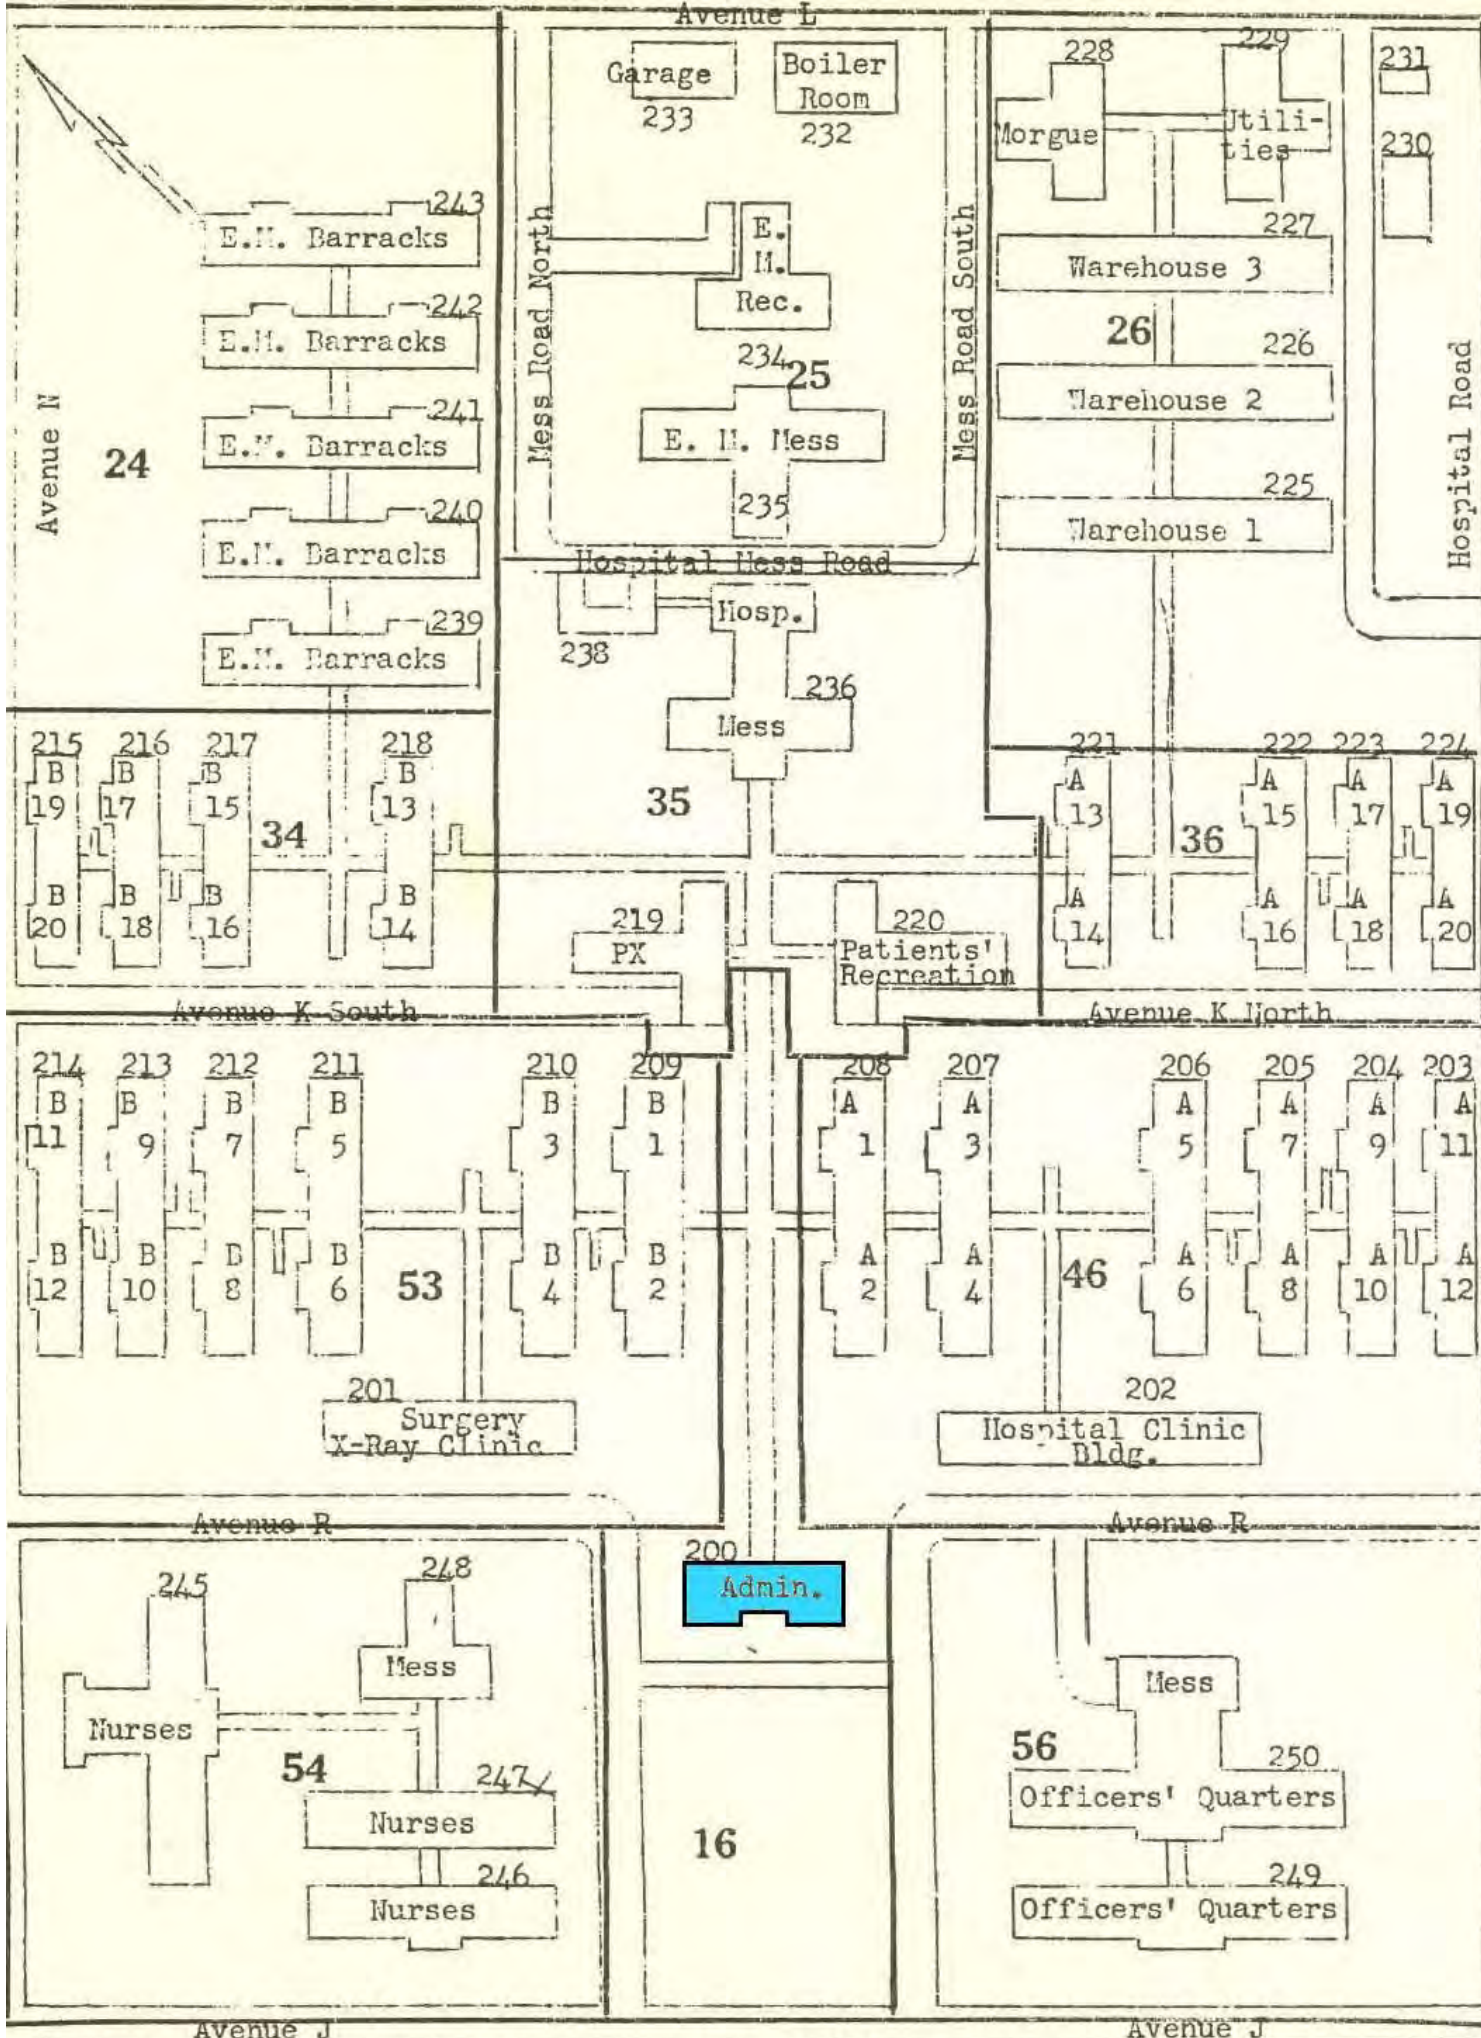 Avenue L
Garage
233
Boiler
Room
232
228
Morgue
229
Utili-
ties
231
230
243
E.M. Barracks
242
E.M. Barracks
241
E.M. Barracks
240
E.M. Barracks
239
E.M. Barracks
Avenue N
24
Mess Road North
E.
M.
Rec.
234
25
E. M. Mess
235
Mess Road South
227
Warehouse 3
26
226
Warehouse 2
225
Warehouse 1
Hospital Road
Hospital Mess Road
Hosp.
238
236
Mess
35
215
B
19
B
20
216
B
17
B
18
217
B
15
B
16
34
218
B
13
B
14
221
A
13
A
14
36
222
A
15
A
16
223
A
17
A
18
224
A
19
A
20
219
PX
220
Patients'
Recreation
Avenue K South
Avenue K North
214
B
11
B
12
213
B
9
B
10
212
B
7
B
8
211
B
5
B
6
53
210
B
3
B
4
209
B
1
B
2
208
A
1
A
2
207
A
3
A
4
46
206
A
5
A
6
205
A
7
A
8
204
A
9
A
10
203
A
11
A
12
201
Surgery
X-Ray Clinic
202
Hospital Clinic
Bldg.
Avenue R
Avenue R
200
Admin.
245
Nurses
248
Mess
54
247
Nurses
246
Nurses
16
Mess
56
250
Officers' Quarters
249
Officers' Quarters
Avenue J
Avenue J